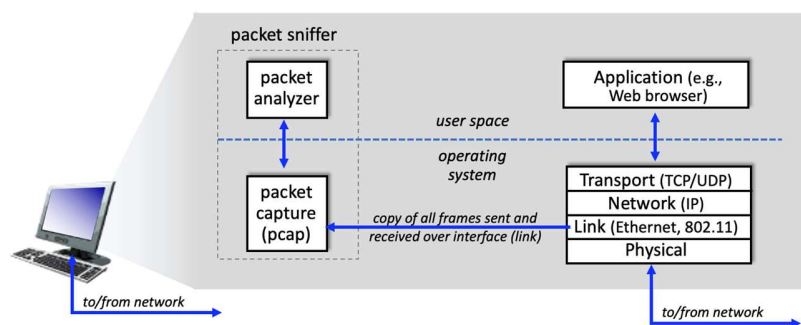 packet sniffer
packet
analyzer
Application (e.g.,
Web browser)
user space
operating
system
packet
capture
(pcap)
copy of all frames sent and
received over interface (link)
Transport (TCP/UDP)
Network (IP)
Link (Ethernet, 802.11)
Physical
to/from network
to/from network